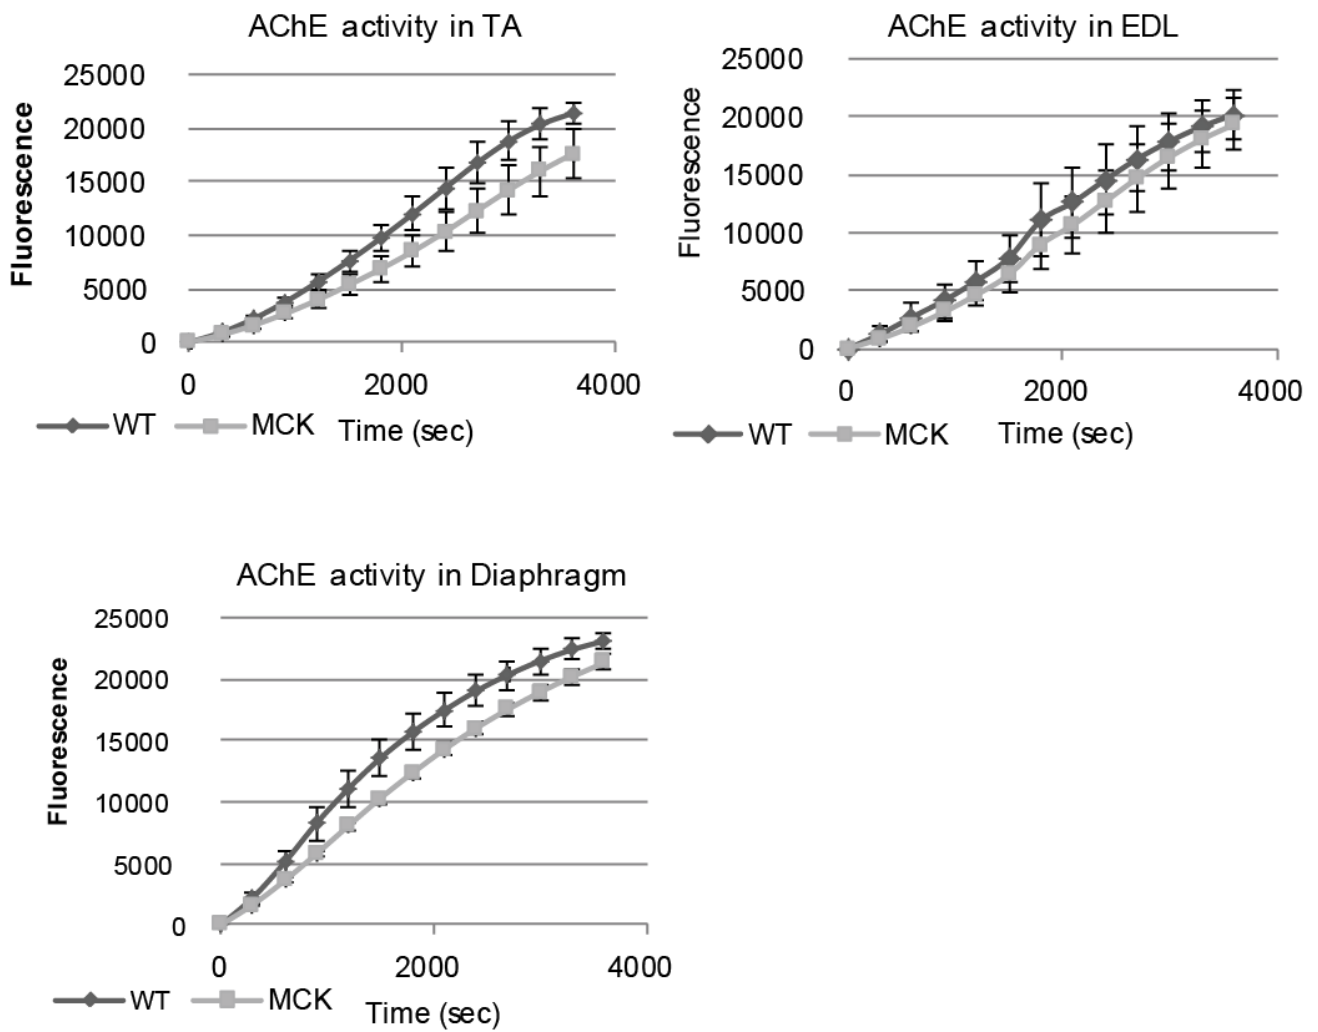 AChE activity in TA
Fluorescence
25000
20000
15000
10000
5000
0
0 2000 4000
WT MCK Time (sec)
AChE activity in EDL
Fluorescence
25000
20000
15000
10000
5000
0
0 2000 4000
WT MCK Time (sec)
AChE activity in Diaphragm
Fluorescence
25000
20000
15000
10000
5000
0
0 2000 4000
WT MCK Time (sec)